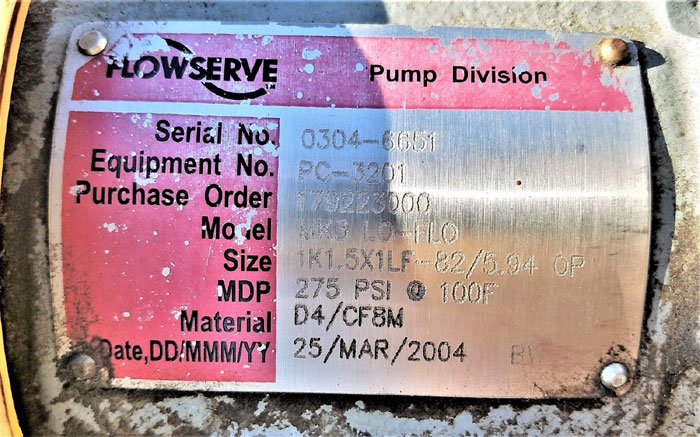 FLOWSERVE Pump Division
Serial No. 0304-6651
Equipment No. PC-3201
Purchase Order 179223000
Model MK3 LO-FLO
Size 1K1.5X1LF-82/5.94 OP
MDP 275 PSI @ 100F
Material D4/CF8M
Date,DD/MMM/YY 25/MAR/2004